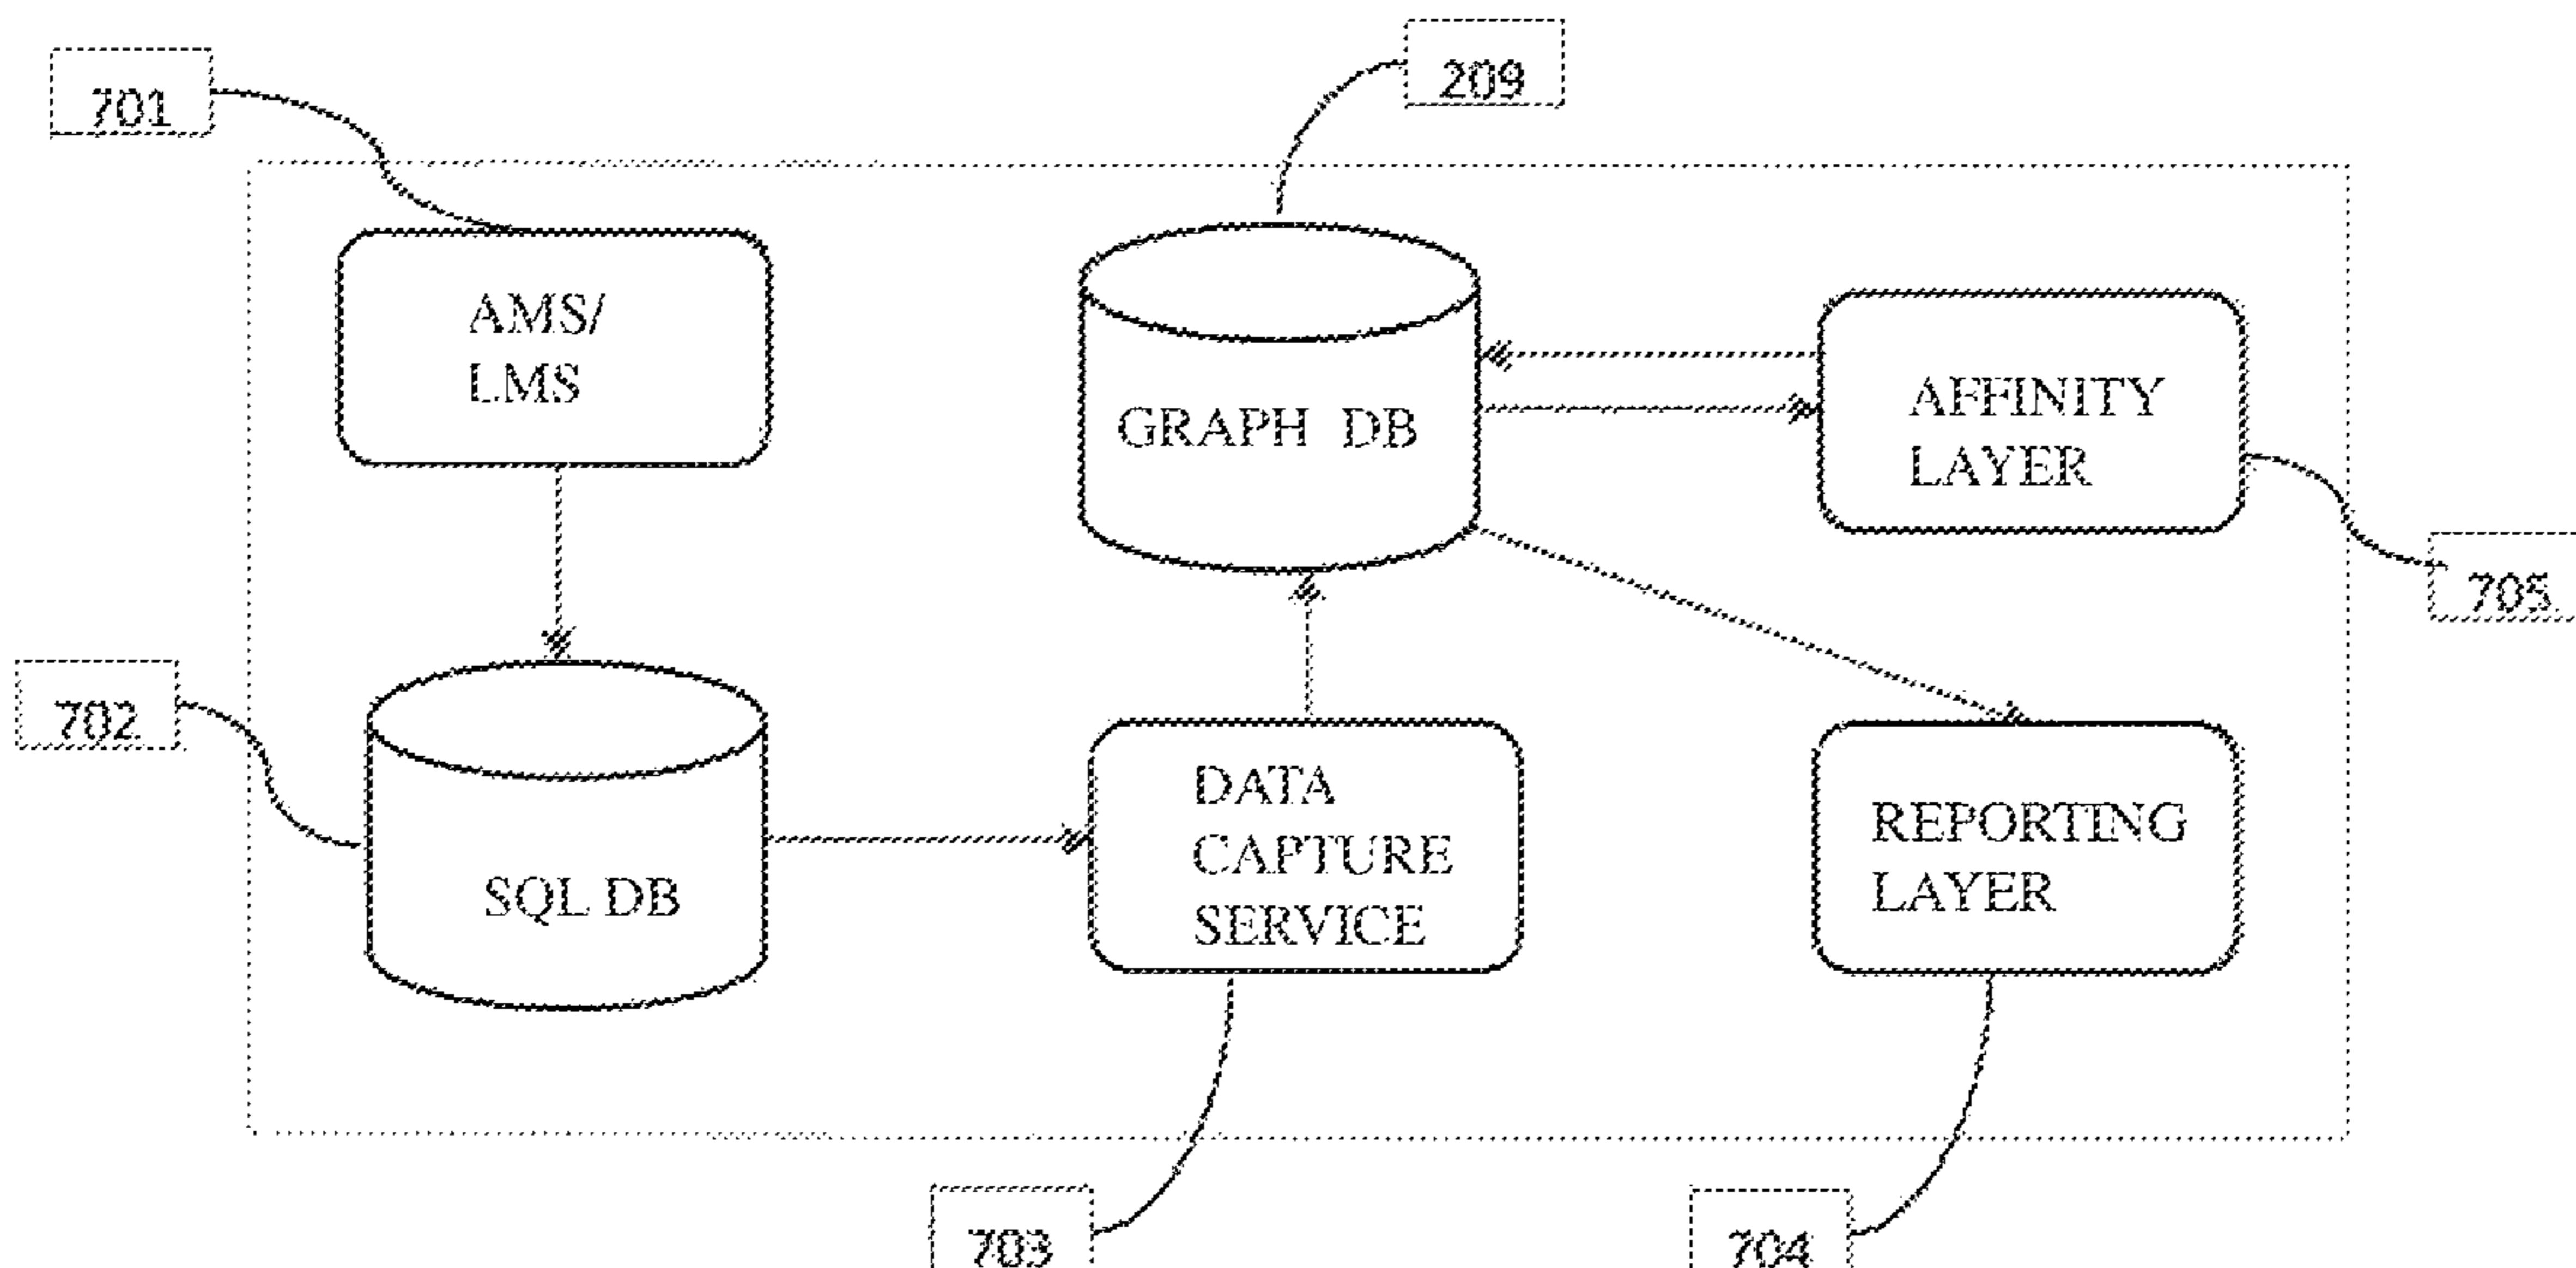 209
701
AMS/
LMS
GRAPH DB
AFFINITY
LAYER
705
702
SQL DB
DATA
CAPTURE
SERVICE
REPORTING
LAYER
703
704